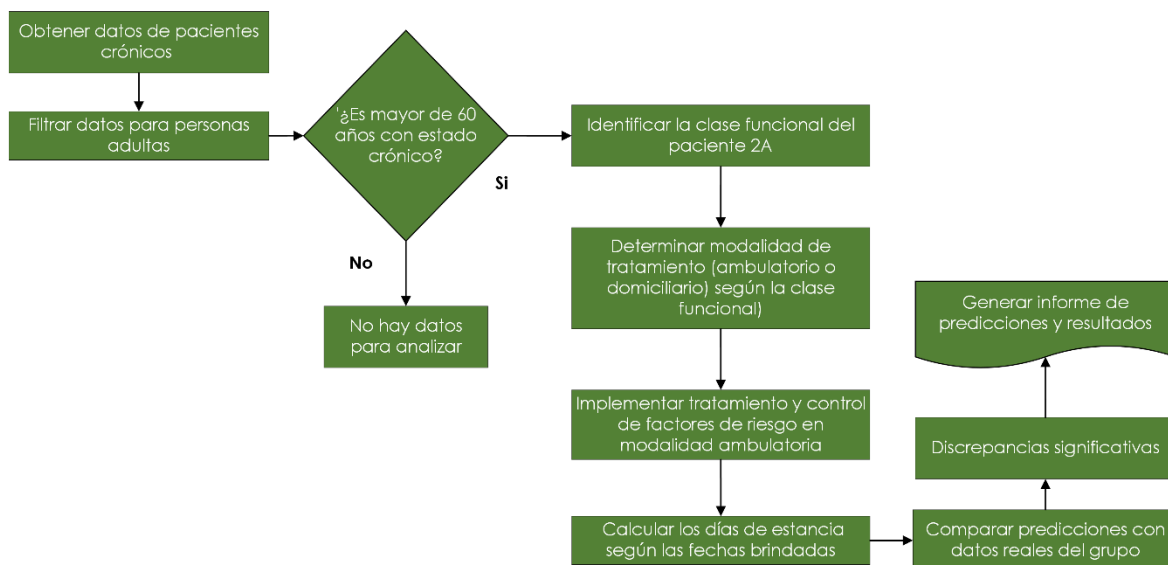 Obtener datos de pacientes
crónicos
Filtrar datos para personas
adultas
'¿Es mayor de 60
años con estado
crónico?
Si
No
No hay datos
para analizar
Identificar la clase funcional del
paciente 2A
Determinar modalidad de
tratamiento (ambulatorio o
domiciliario) según la clase
funcional)
Implementar tratamiento y control
de factores de riesgo en
modalidad ambulatoria
Calcular los días de estancia
según las fechas brindadas
Comparar predicciones con
datos reales del grupo
Discrepancias significativas
Generar informe de
predicciones y resultados